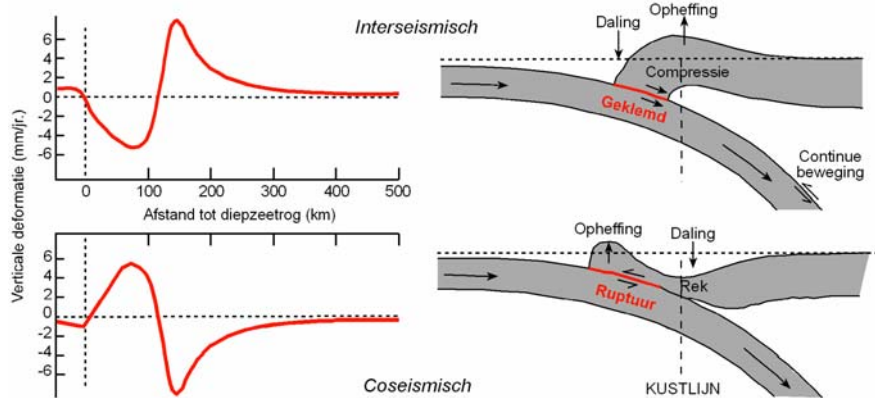 Interseismisch
6
4
2
0
-2
-4
-6
0
100
200
300
400
500
Afstand tot diepzeetrog (km)
Verticale deformatie (mm/jr.)
6
4
2
0
-2
-4
-6
Coseismisch
Opheffing
Daling
Compressie
Geklemd
Continue
beweging
Opheffing
Daling
Rek
Ruptuur
KUSTLIJN